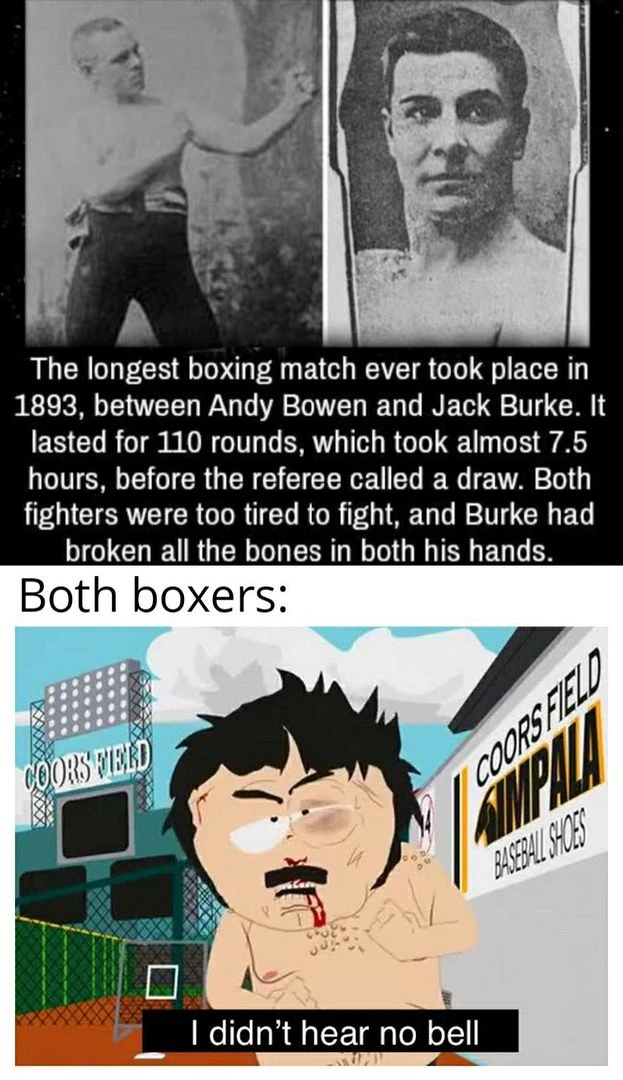 The longest boxing match ever took place in
1893, between Andy Bowen and Jack Burke. It
lasted for 110 rounds, which took almost 7.5
hours, before the referee called a draw. Both
fighters were too tired to fight, and Burke had
broken all the bones in both his hands.
Both boxers:
COORS FIELD
COORS FIELD
IMPALA
BASEBALL SHOES
14
I didn't hear no bell